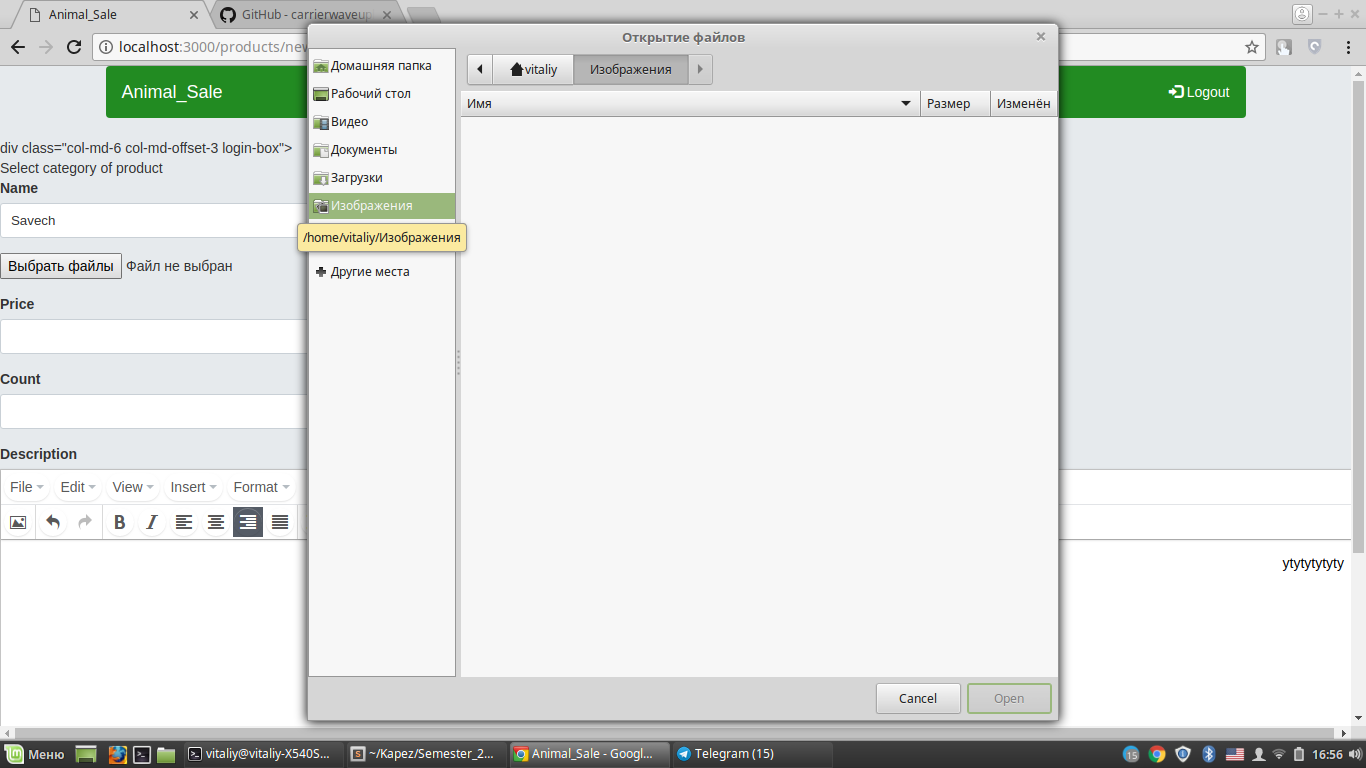 Animal_Sale
GitHub - carrierwaveup
localhost:3000/products/nev
Animal_Sale
Logout
div class="col-md-6 col-md-offset-3 login-box">
Select category of product
Name
Savech
Выбрать файлы Файл не выбран
Price
Count
Description
File Edit View Insert Format
B I
ytytytytyty
Открытие файлов
Домашняя папка
Рабочий стол
Видео
Документы
Загрузки
Изображения
/home/vitaliy/Изображения
Другие места
vitaliy Изображения
Имя Размер Изменён
Cancel Open
Меню vitaliy@vitaliy-X540S... ~/Kapez/Semester_2... Animal_Sale - Googl... Telegram (15) 15 16:56